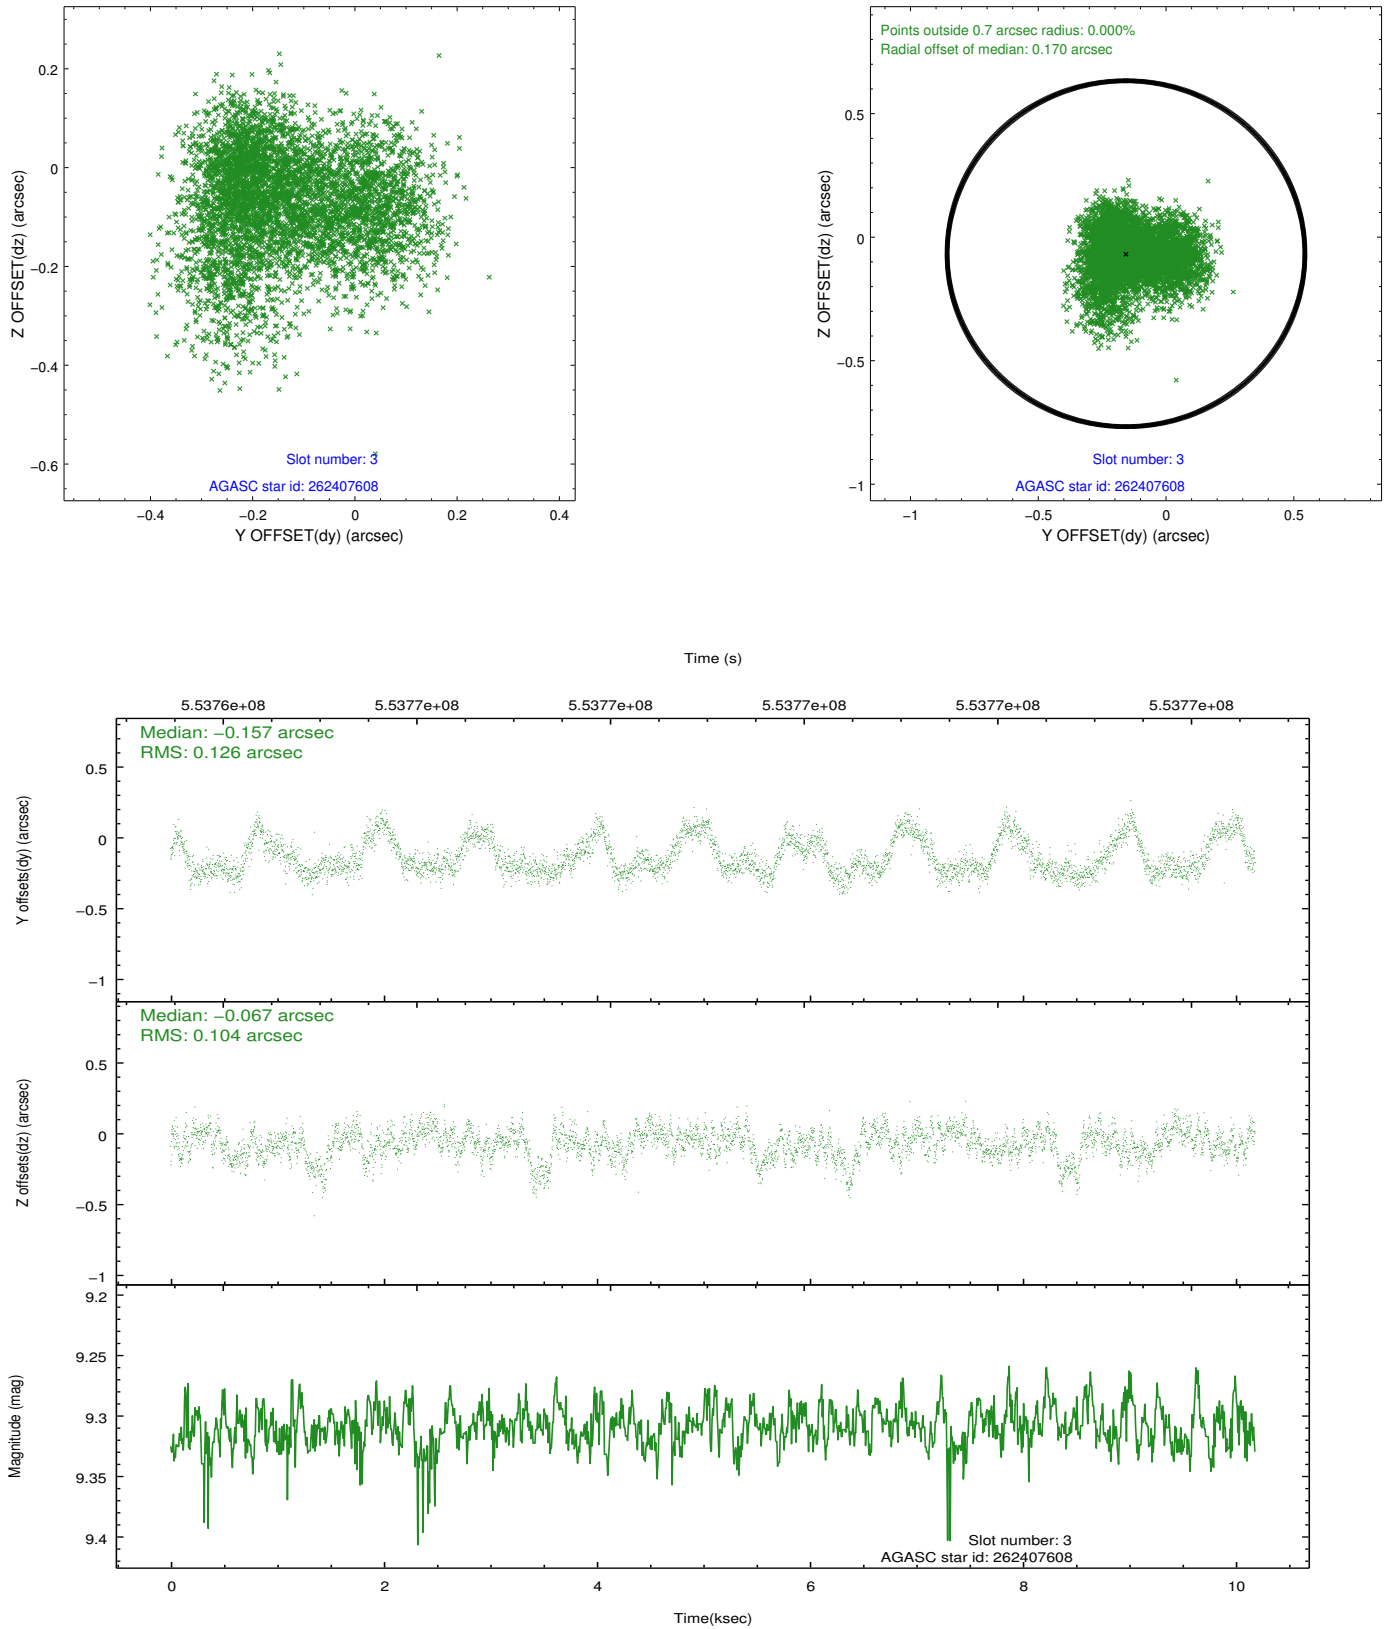 0.2
0
−0.2
−0.4
−0.6
Z OFFSET(dz) (arcsec)
Slot number: 3
AGASC star id: 262407608
−0.4 −0.2 0 0.2 0.4
Y OFFSET(dy) (arcsec)
Points outside 0.7 arcsec radius: 0.000%
Radial offset of median: 0.170 arcsec
0.5
0
−0.5
−1
Z OFFSET(dz) (arcsec)
Slot number: 3
AGASC star id: 262407608
−1 −0.5 0 0.5
Y OFFSET(dy) (arcsec)
Time (s)
5.5376e+08 5.5377e+08 5.5377e+08 5.5377e+08 5.5377e+08 5.5377e+08
Median: −0.157 arcsec
RMS: 0.126 arcsec
0.5
0
−0.5
−1
Y offsets(dy) (arcsec)
Median: −0.067 arcsec
RMS: 0.104 arcsec
0.5
0
−0.5
−1
Z offsets(dz) (arcsec)
9.2
9.25
9.3
9.35
9.4
Magnitude (mag)
Slot number: 3
AGASC star id: 262407608
0 2 4 6 8 10
Time(ksec)